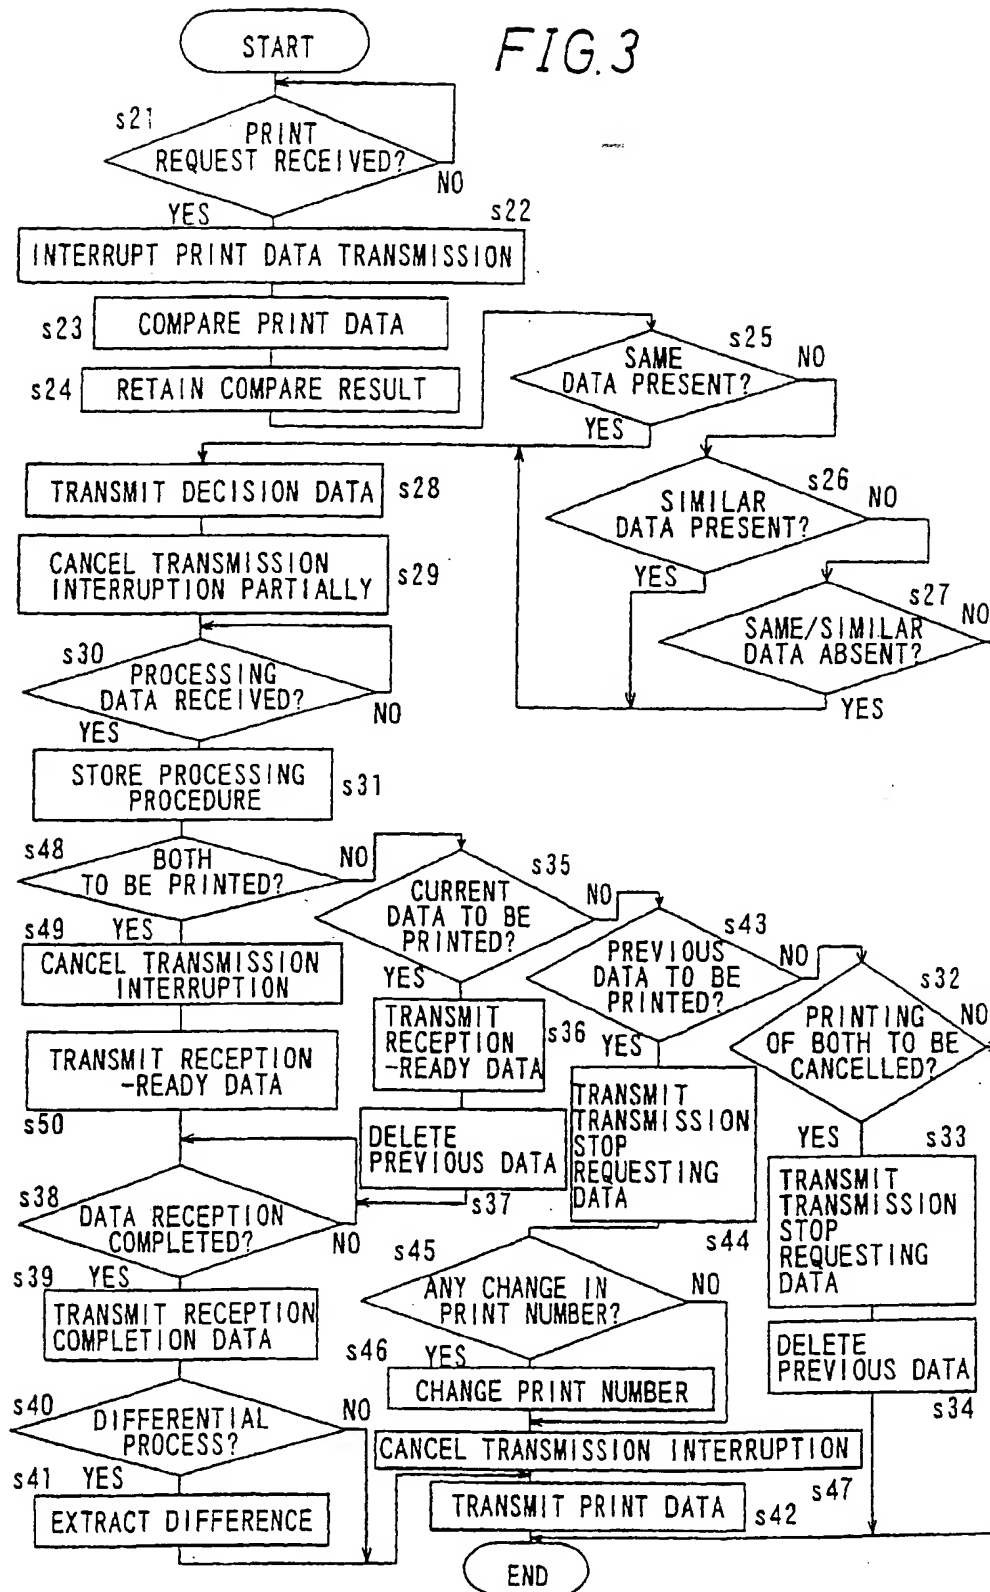 START
FIG.3
s21
PRINT
REQUEST RECEIVED?
NO
YES
s22
INTERRUPT PRINT DATA TRANSMISSION
s23
COMPARE PRINT DATA
s24
RETAIN COMPARE RESULT
s25
SAME
DATA PRESENT?
NO
YES
s26
SIMILAR
DATA PRESENT?
NO
YES
s27
SAME/SIMILAR
DATA ABSENT?
NO
YES
TRANSMIT DECISION DATA
s28
CANCEL TRANSMISSION
INTERRUPTION PARTIALLY
s29
s30
PROCESSING
DATA RECEIVED?
NO
YES
STORE PROCESSING
PROCEDURE
s31
s48
BOTH
TO BE PRINTED?
NO
YES
s49
CANCEL TRANSMISSION
INTERRUPTION
TRANSMIT RECEPTION
-READY DATA
s50
s35
CURRENT
DATA TO BE
PRINTED?
NO
YES
TRANSMIT
RECEPTION
-READY DATA
s36
DELETE
PREVIOUS DATA
s37
s43
PREVIOUS
DATA TO BE
PRINTED?
NO
YES
TRANSMIT
TRANSMISSION
STOP
REQUESTING
DATA
s44
s32
PRINTING
OF BOTH TO BE
CANCELLED?
NO
YES
s33
TRANSMIT
TRANSMISSION
STOP
REQUESTING
DATA
DELETE
PREVIOUS DATA
s34
s38
DATA RECEPTION
COMPLETED?
NO
YES
s39
TRANSMIT RECEPTION
COMPLETION DATA
s40
DIFFERENTIAL
PROCESS?
NO
YES
s41
EXTRACT DIFFERENCE
s45
ANY CHANGE IN
PRINT NUMBER?
NO
YES
s46
CHANGE PRINT NUMBER
CANCEL TRANSMISSION INTERRUPTION
s47
TRANSMIT PRINT DATA
s42
END